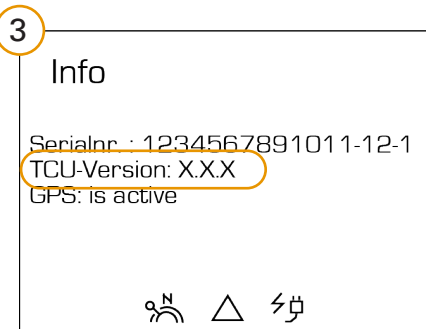 3
Info
Serialnr. : 1234567891011-12-1
TCU-Version: X.X.X
GPS: is active
N